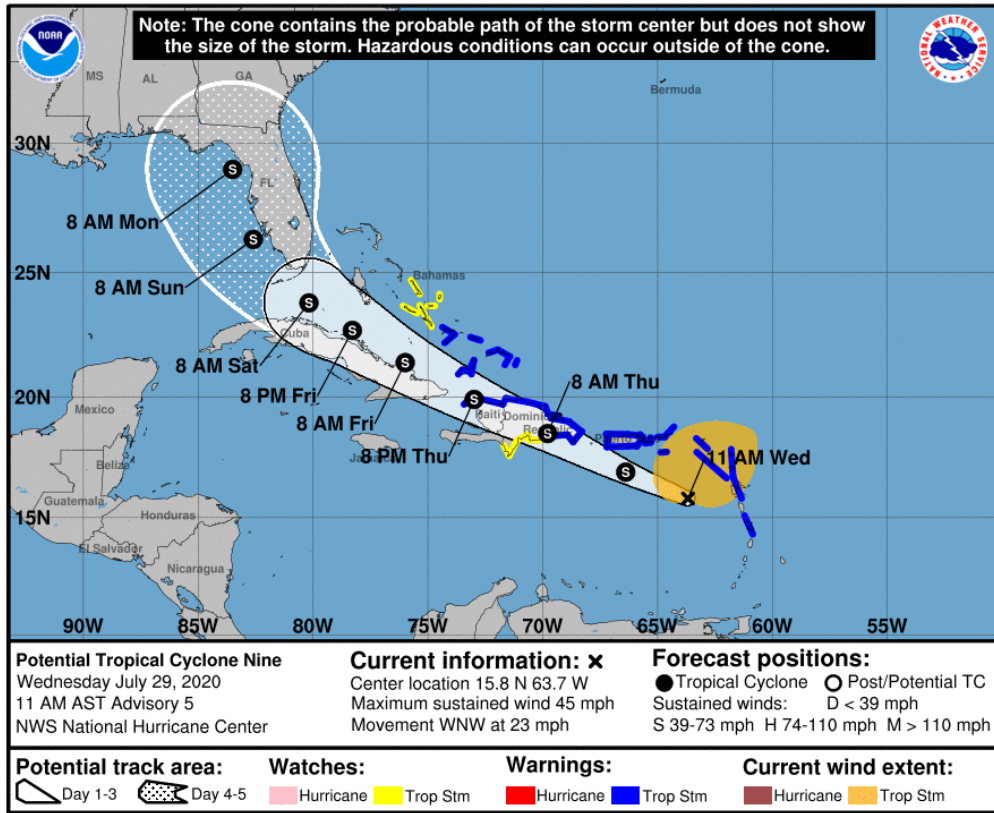 Note: The cone contains the probable path of the storm center but does not show
the size of the storm. Hazardous conditions can occur outside of the cone.
NOAA
NATIONAL WEATHER SERVICE
MS
AL
GA
Bermuda
30N
FL
8 AM Mon
25N
8 AM Sun
Bahamas
Cuba
8 AM Sat
8 PM Fri
8 AM Fri
8 AM Thu
20N
Mexico
Haiti
Dominican
Republic
8 PM Thu
11 AM Wed
Belize
Guatemala
Honduras
15N
El Salvador
Nicaragua
90W 85W 80W 75W 70W 65W 60W 55W
S
S
S
S
S
S
S
S
Potential Tropical Cyclone Nine
Wednesday July 29, 2020
11 AM AST Advisory 5
NWS National Hurricane Center
Current information: ×
Center location 15.8 N 63.7 W
Maximum sustained wind 45 mph
Movement WNW at 23 mph
Forecast positions:
Tropical Cyclone Post/Potential TC
Sustained winds: D < 39 mph
S 39-73 mph H 74-110 mph M > 110 mph
Potential track area:
Day 1-3 Day 4-5
Watches:
Hurricane Trop Stm
Warnings:
Hurricane Trop Stm
Current wind extent:
Hurricane Trop Stm